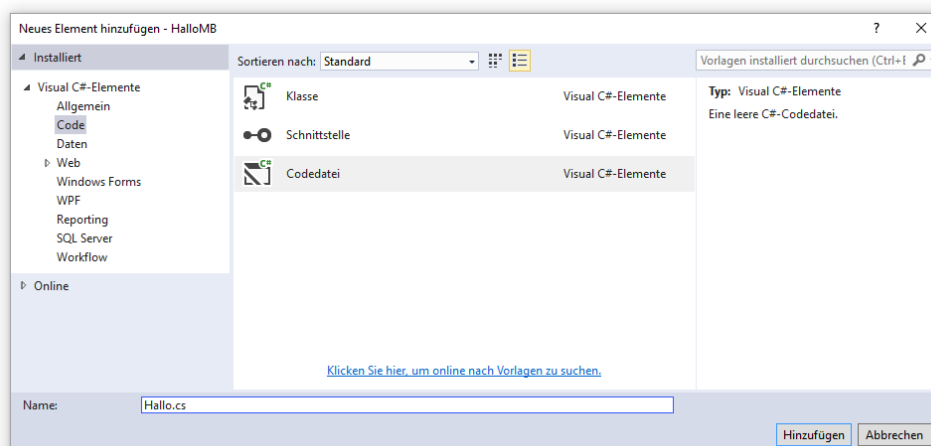 Neues Element hinzufügen - HalloMB
Installiert
Visual C#-Elemente
Allgemein
Code
Daten
Web
Windows Forms
WPF
Reporting
SQL Server
Workflow
Online
Sortieren nach: Standard
C# Klasse Visual C#-Elemente
Schnittstelle Visual C#-Elemente
C# Codedatei Visual C#-Elemente
Klicken Sie hier, um online nach Vorlagen zu suchen.
Vorlagen installiert durchsuchen (Ctrl+E
Typ: Visual C#-Elemente
Eine leere C#-Codedatei.
Name: Hallo.cs
Hinzufügen Abbrechen